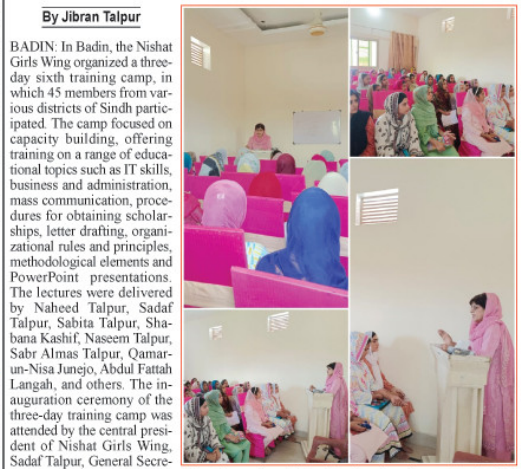 By Jibran Talpur
BADIN: In Badin, the Nishat
Girls Wing organized a three-
day sixth training camp, in
which 45 members from var-
ious districts of Sindh partic-
ipated. The camp focused on
capacity building, offering
training on a range of educa-
tional topics such as IT skills,
business and administration,
mass communication, proce-
dures for obtaining scholar-
ships, letter drafting, organi-
zational rules and principles,
methodological elements and
PowerPoint presentations.
The lectures were delivered
by Naheed Talpur, Sadaf
Talpur, Sabita Talpur, Sha-
bana Kashif, Naseem Talpur,
Sabr Almas Talpur, Qamar-
un-Nisa Junejo, Abdul Fattah
Langah, and others. The in-
auguration ceremony of the
three-day training camp was
attended by the central presi-
dent of Nishat Girls Wing,
Sadaf Talpur, General Secre-